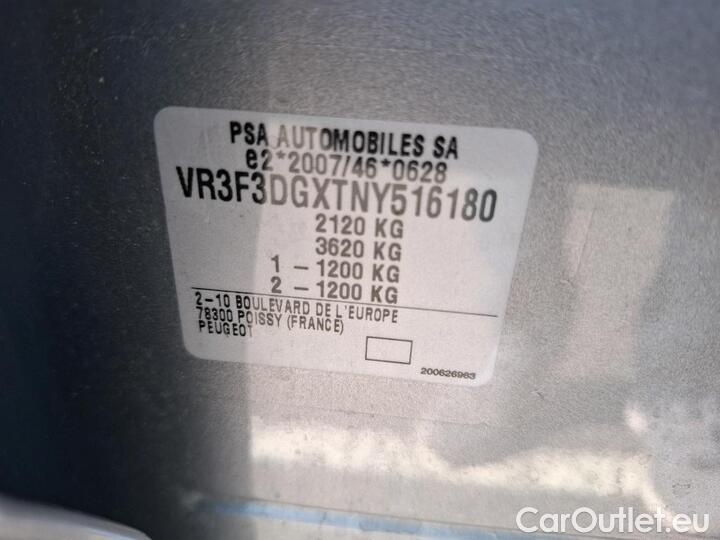 PSA AUTOMOBILES SA
e2*2007/46*0628
VR3F3DGXTNY516180
2120 KG
3620 KG
1 – 1200 KG
2 – 1200 KG
2–10 BOULEVARD DE L'EUROPE
78300 POISSY (FRANCE)
PEUGEOT
200626963
CarOutlet.eu